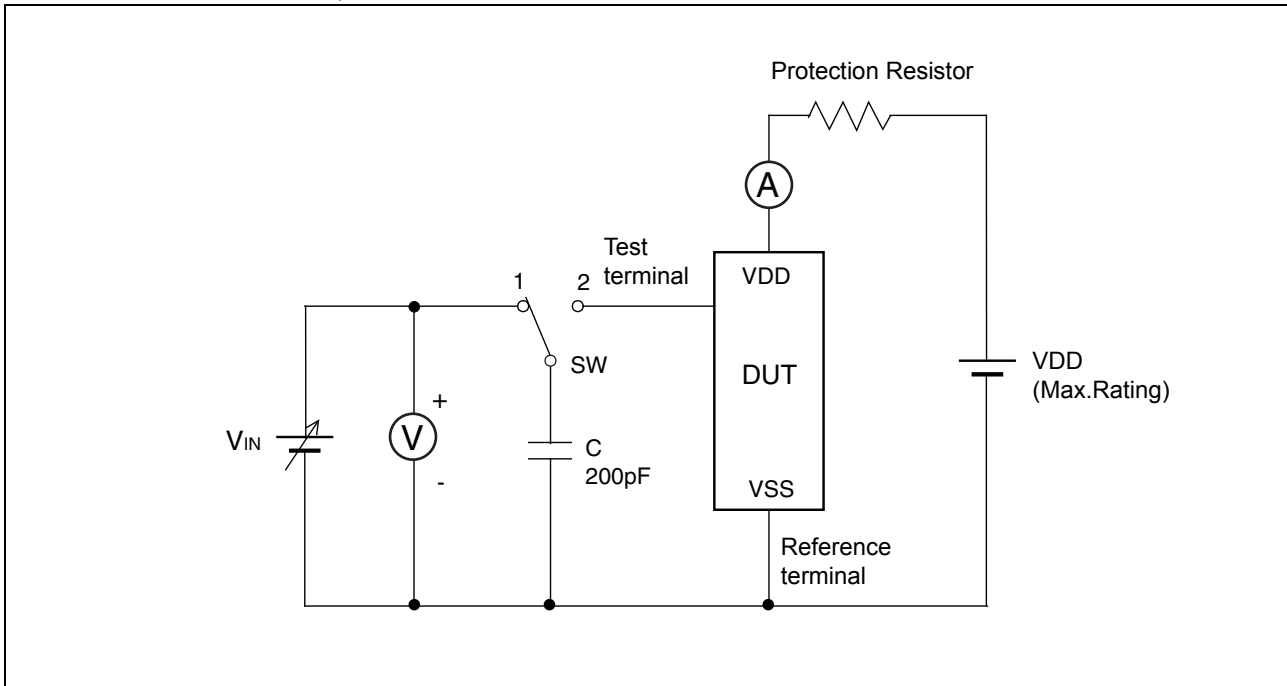 Protection Resistor
A
Test
terminal
VDD
1
2
SW
DUT
VDD
(Max.Rating)
+
VIN
V
C
200pF
-
VSS
Reference
terminal